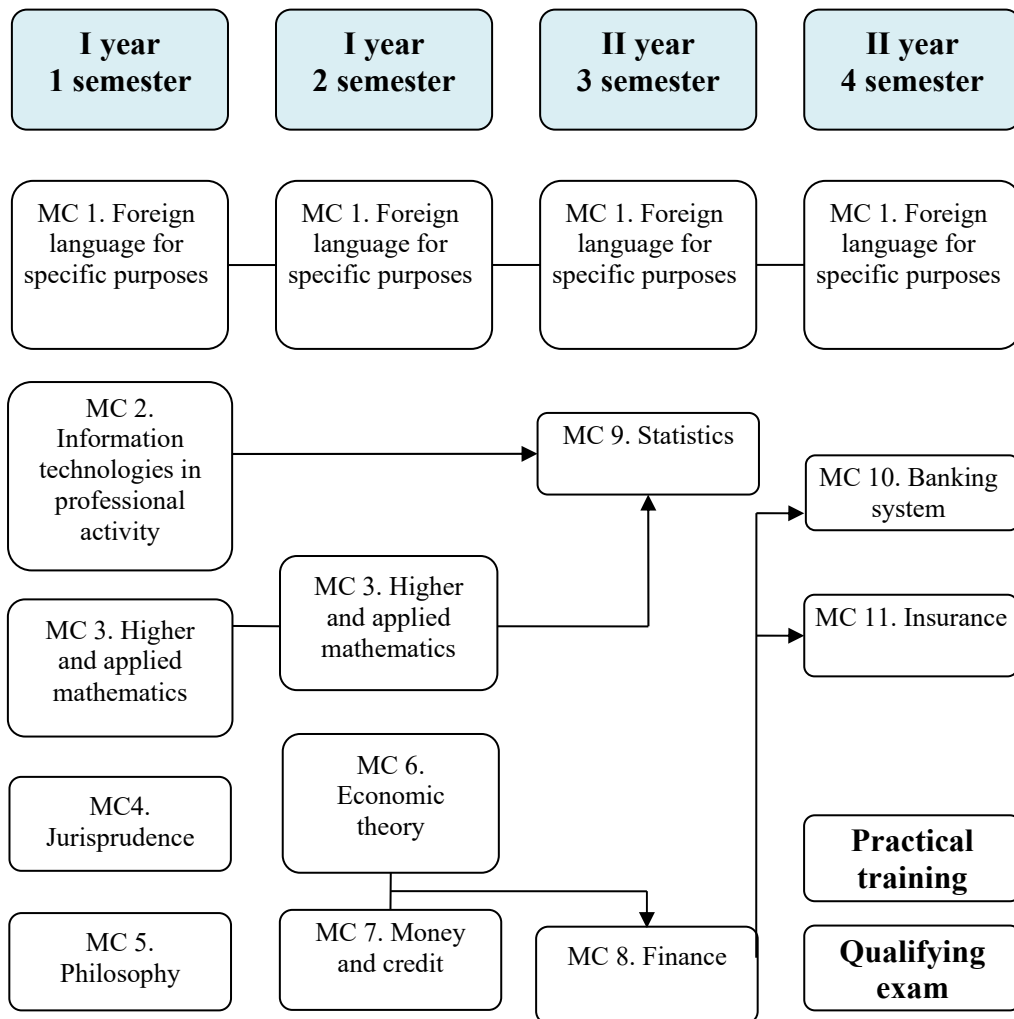 I year
1 semester
I year
2 semester
II year
3 semester
II year
4 semester
MC 1. Foreign
language for
specific purposes
MC 1. Foreign
language for
specific purposes
MC 1. Foreign
language for
specific purposes
MC 1. Foreign
language for
specific purposes
MC 2.
Information
technologies in
professional
activity
MC 9. Statistics
MC 10. Banking
system
MC 3. Higher
and applied
mathematics
MC 3. Higher
and applied
mathematics
MC 11. Insurance
MC4.
Jurisprudence
MC 6.
Economic
theory
Practical
training
MC 5.
Philosophy
MC 7. Money
and credit
MC 8. Finance
Qualifying
exam